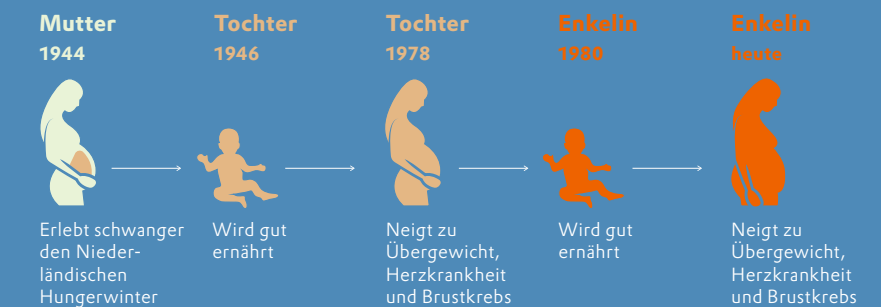 Mutter
1944
Erlebt schwanger
den Nieder-
ländischen
Hungerwinter
Tochter
1946
Wird gut
ernährt
Tochter
1978
Neigt zu
Übergewicht,
Herzkrankheit
und Brustkrebs
Enkelin
1980
Wird gut
ernährt
Enkelin
heute
Neigt zu
Übergewicht,
Herzkrankheit
und Brustkrebs